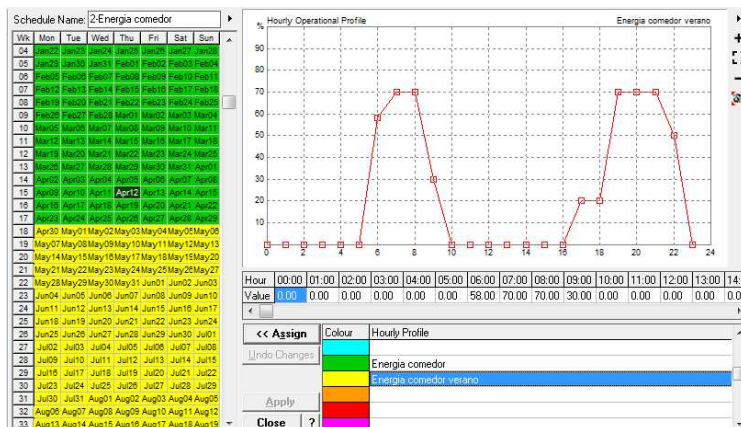 Schedule Name: 2-Energia comedor
Wk Mon Tue Wed Thu Fri Sat Sun
04 Jan22 Jan23 Jan24 Jan25 Jan26 Jan27 Jan28
05 Jan29 Jan30 Jan31 Feb01 Feb02 Feb03 Feb04
06 Feb05 Feb06 Feb07 Feb08 Feb09 Feb10 Feb11
07 Feb12 Feb13 Feb14 Feb15 Feb16 Feb17 Feb18
08 Feb19 Feb20 Feb21 Feb22 Feb23 Feb24 Feb25
09 Feb26 Feb27 Feb28 Mar01 Mar02 Mar03 Mar04
10 Mar05 Mar06 Mar07 Mar08 Mar09 Mar10 Mar11
11 Mar12 Mar13 Mar14 Mar15 Mar16 Mar17 Mar18
12 Mar19 Mar20 Mar21 Mar22 Mar23 Mar24 Mar25
13 Mar26 Mar27 Mar28 Mar29 Mar30 Mar31 Apr01
14 Apr02 Apr03 Apr04 Apr05 Apr06 Apr07 Apr08
15 Apr09 Apr10 Apr11 Apr12 Apr13 Apr14 Apr15
16 Apr16 Apr17 Apr18 Apr19 Apr20 Apr21 Apr22
17 Apr23 Apr24 Apr25 Apr26 Apr27 Apr28 Apr29
18 Apr30 May01 May02 May03 May04 May05 May06
19 May07 May08 May09 May10 May11 May12 May13
20 May14 May15 May16 May17 May18 May19 May20
21 May21 May22 May23 May24 May25 May26 May27
22 May28 May29 May30 May31 Jun01 Jun02 Jun03
23 Jun04 Jun05 Jun06 Jun07 Jun08 Jun09 Jun10
24 Jun11 Jun12 Jun13 Jun14 Jun15 Jun16 Jun17
25 Jun18 Jun19 Jun20 Jun21 Jun22 Jun23 Jun24
26 Jun25 Jun26 Jun27 Jun28 Jun29 Jun30 Jul01
27 Jul02 Jul03 Jul04 Jul05 Jul06 Jul07 Jul08
28 Jul09 Jul10 Jul11 Jul12 Jul13 Jul14 Jul15
29 Jul16 Jul17 Jul18 Jul19 Jul20 Jul21 Jul22
30 Jul23 Jul24 Jul25 Jul26 Jul27 Jul28 Jul29
31 Jul30 Jul31 Aug01 Aug02 Aug03 Aug04 Aug05
32 Aug06 Aug07 Aug08 Aug09 Aug10 Aug11 Aug12
33 Aug13 Aug14 Aug15 Aug16 Aug17 Aug18 Aug19
% Hourly Operational Profile Energia comedor verano
90
80
70
60
50
40
30
20
10
0 2 4 6 8 10 12 14 16 18 20 22 24
Hour 00:00 01:00 02:00 03:00 04:00 05:00 06:00 07:00 08:00 09:00 10:00 11:00 12:00 13:00 14:
Value 0.00 0.00 0.00 0.00 0.00 0.00 58.00 70.00 70.00 30.00 0.00 0.00 0.00 0.00 0.0
<< Assign Colour Hourly Profile
Undo Changes
Energia comedor
Energia comedor verano
Apply
Close ?